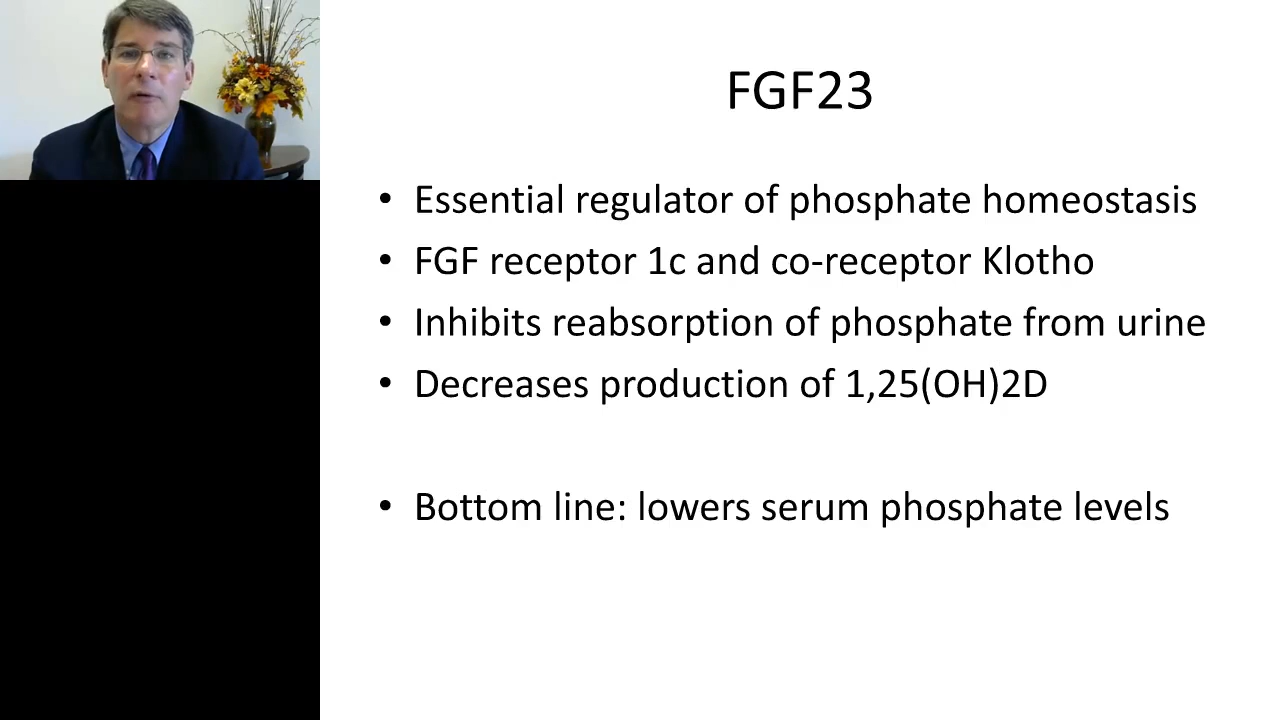 FGF23
• Essential regulator of phosphate homeostasis
• FGF receptor 1c and co-receptor Klotho
• Inhibits reabsorption of phosphate from urine
• Decreases production of 1,25(OH)2D
• Bottom line: lowers serum phosphate levels